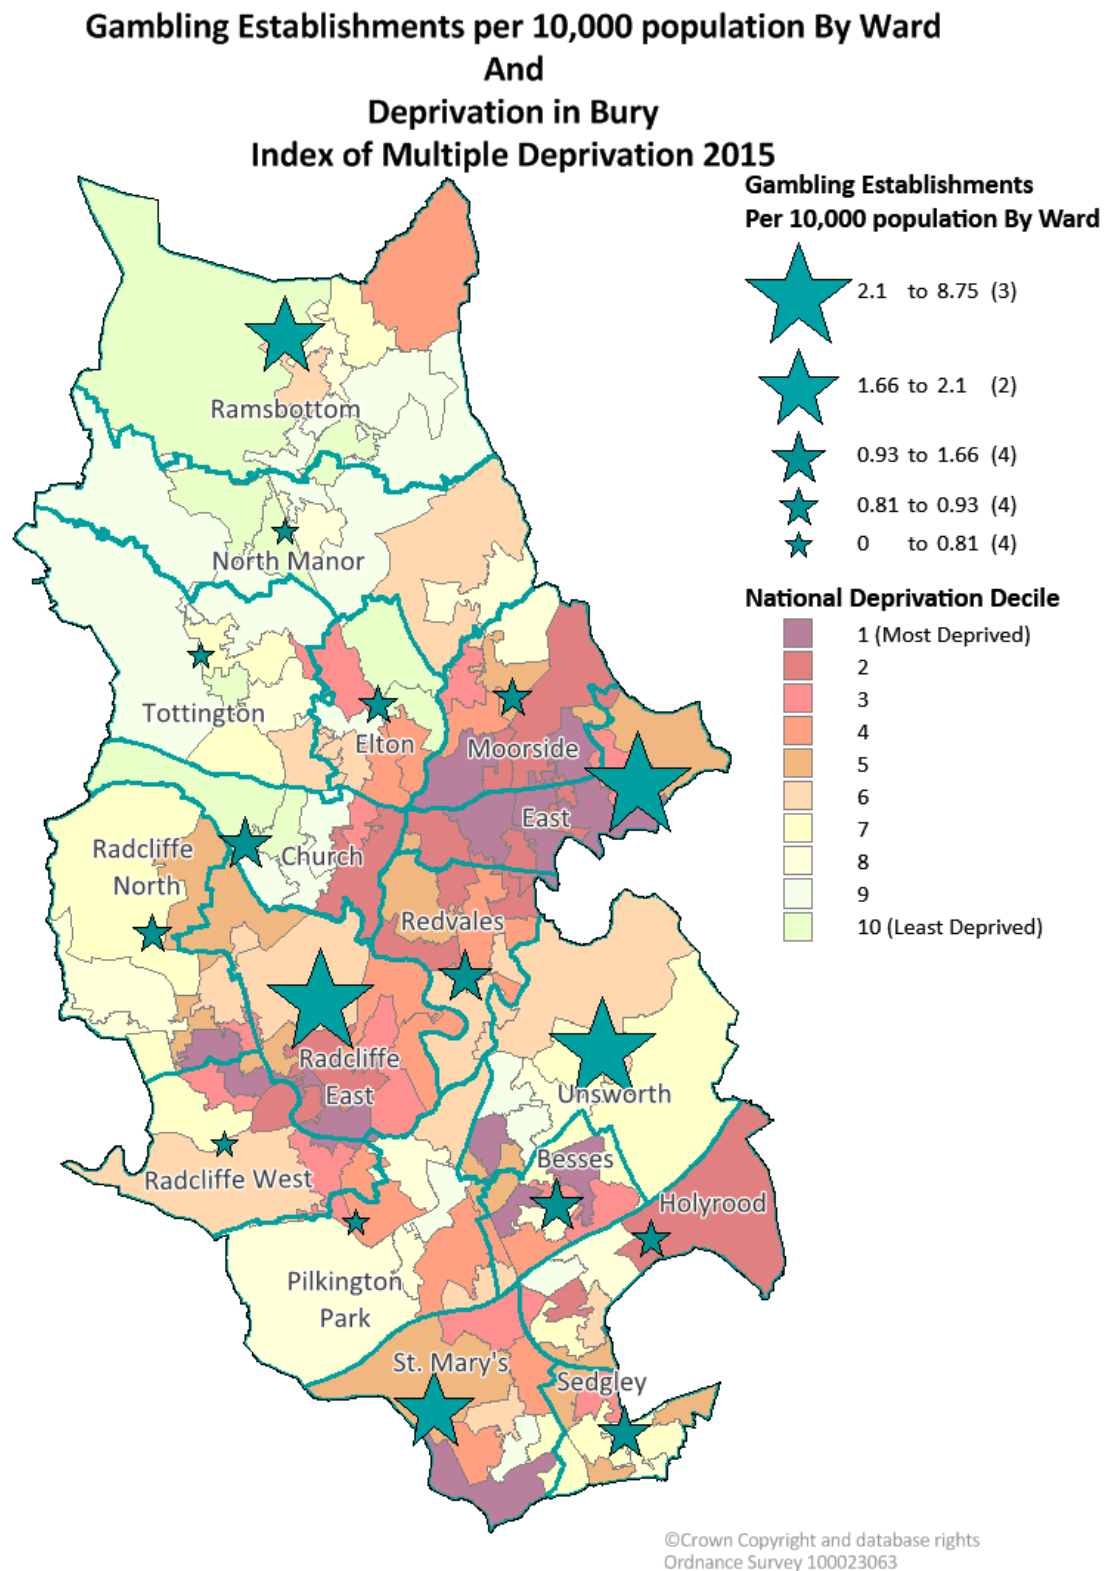 Gambling Establishments per 10,000 population By Ward
And
Deprivation in Bury
Index of Multiple Deprivation 2015
Gambling Establishments
Per 10,000 population By Ward
2.1 to 8.75 (3)
1.66 to 2.1 (2)
0.93 to 1.66 (4)
0.81 to 0.93 (4)
0 to 0.81 (4)
National Deprivation Decile
1 (Most Deprived)
2
3
4
5
6
7
8
9
10 (Least Deprived)
Ramsbottom
North Manor
Tottington
Elton
Moorside
East
Church
Radcliffe
North
Redvales
Radcliffe
East
Unsworth
Besses
Radcliffe West
Holyrood
Pilkington
Park
St. Mary's
Sedgley
©Crown Copyright and database rights
Ordnance Survey 100023063